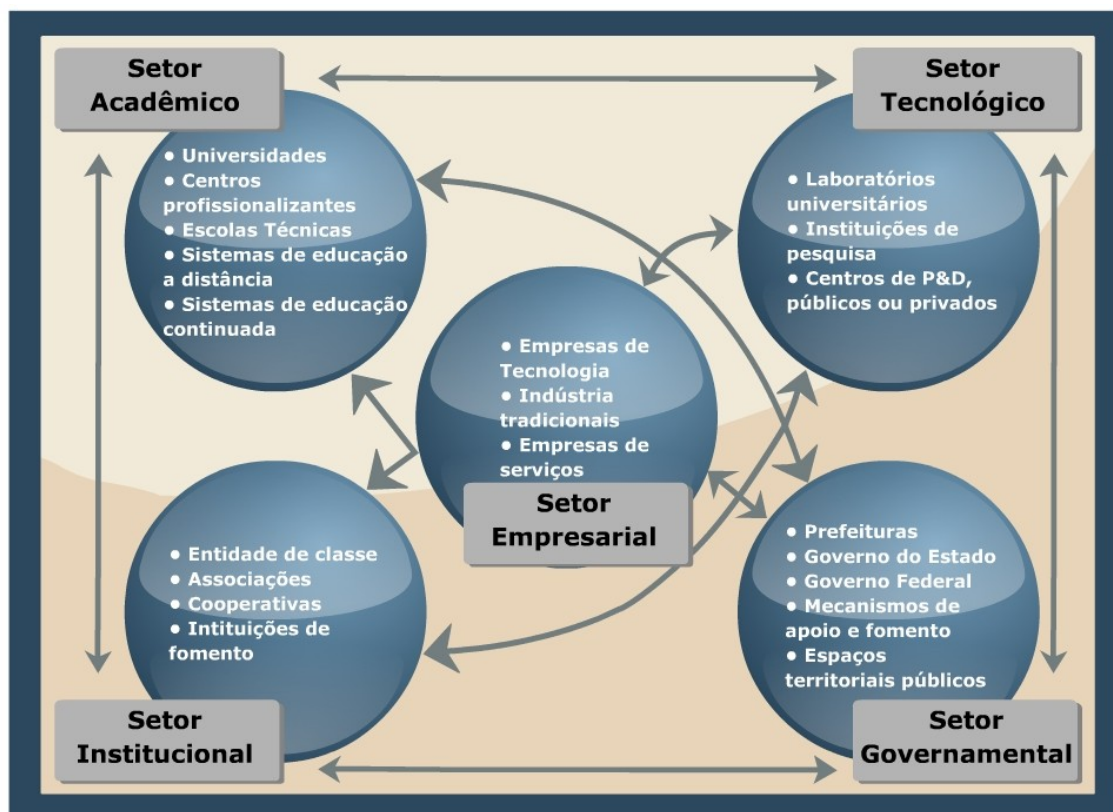 Setor
Acadêmico
● Universidades
● Centros
profissionalizantes
● Escolas Técnicas
● Sistemas de educação
a distância
● Sistemas de educação
continuada
Setor
Tecnológico
● Laboratórios
universitários
● Instituições de
pesquisa
● Centros de P&D,
públicos ou privados
● Empresas de
Tecnologia
● Indústria
tradicionais
● Empresas de
serviços
Setor
Empresarial
● Entidade de classe
● Associações
● Cooperativas
● Intituições de
fomento
Setor
Institucional
● Prefeituras
● Governo do Estado
● Governo Federal
● Mecanismos de
apoio e fomento
● Espaços
territoriais públicos
Setor
Governamental